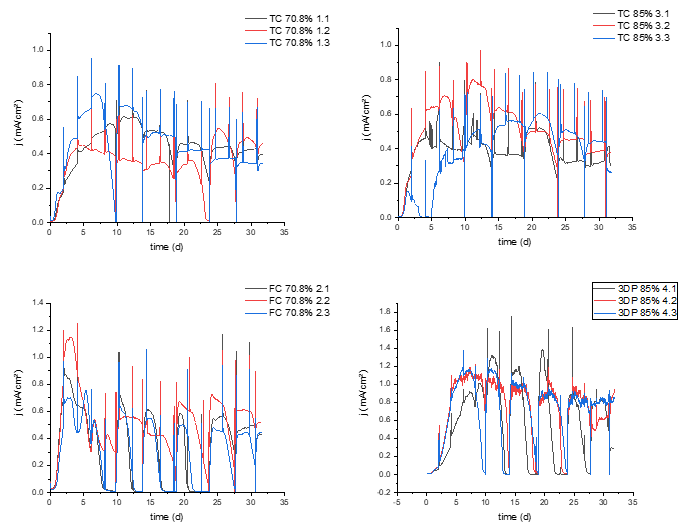 TC 70.8% 1.1
TC 70.8% 1.2
TC 70.8% 1.3
j (mA/cm²)
1.0
0.8
0.6
0.4
0.2
0.0
0 5 10 15 20 25 30 35
time (d)
TC 85% 3.1
TC 85% 3.2
TC 85% 3.3
j (mA/cm²)
1.0
0.8
0.6
0.4
0.2
0.0
0 5 10 15 20 25 30 35
time (d)
FC 70.8% 2.1
FC 70.8% 2.2
FC 70.8% 2.3
j (mA/cm²)
1.4
1.2
1.0
0.8
0.6
0.4
0.2
0.0
0 5 10 15 20 25 30 35
time (d)
3DP 85% 4.1
3DP 85% 4.2
3DP 85% 4.3
j (mA/cm²)
1.8
1.6
1.4
1.2
1.0
0.8
0.6
0.4
0.2
0.0
-0.2
-5 0 5 10 15 20 25 30 35
time (d)